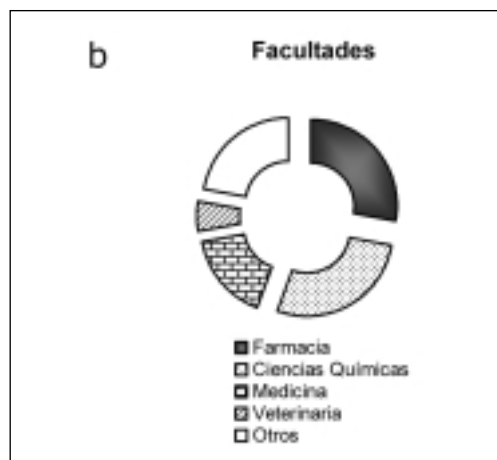 b
Facultades
Farmacia
Ciencias Químicas
Medicina
Veterinaria
Otros